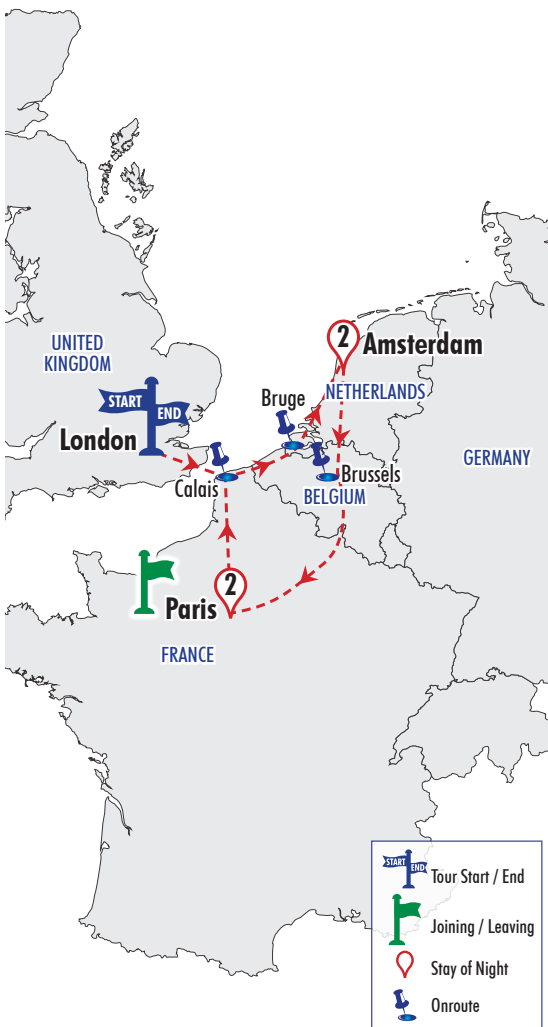 UNITED
KINGDOM
START
END
London
2
Amsterdam
NETHERLANDS
Bruge
Calais
Brussels
BELGIUM
GERMANY
2
Paris
FRANCE
START
END
Tour Start / End
Joining / Leaving
Stay of Night
Onroute